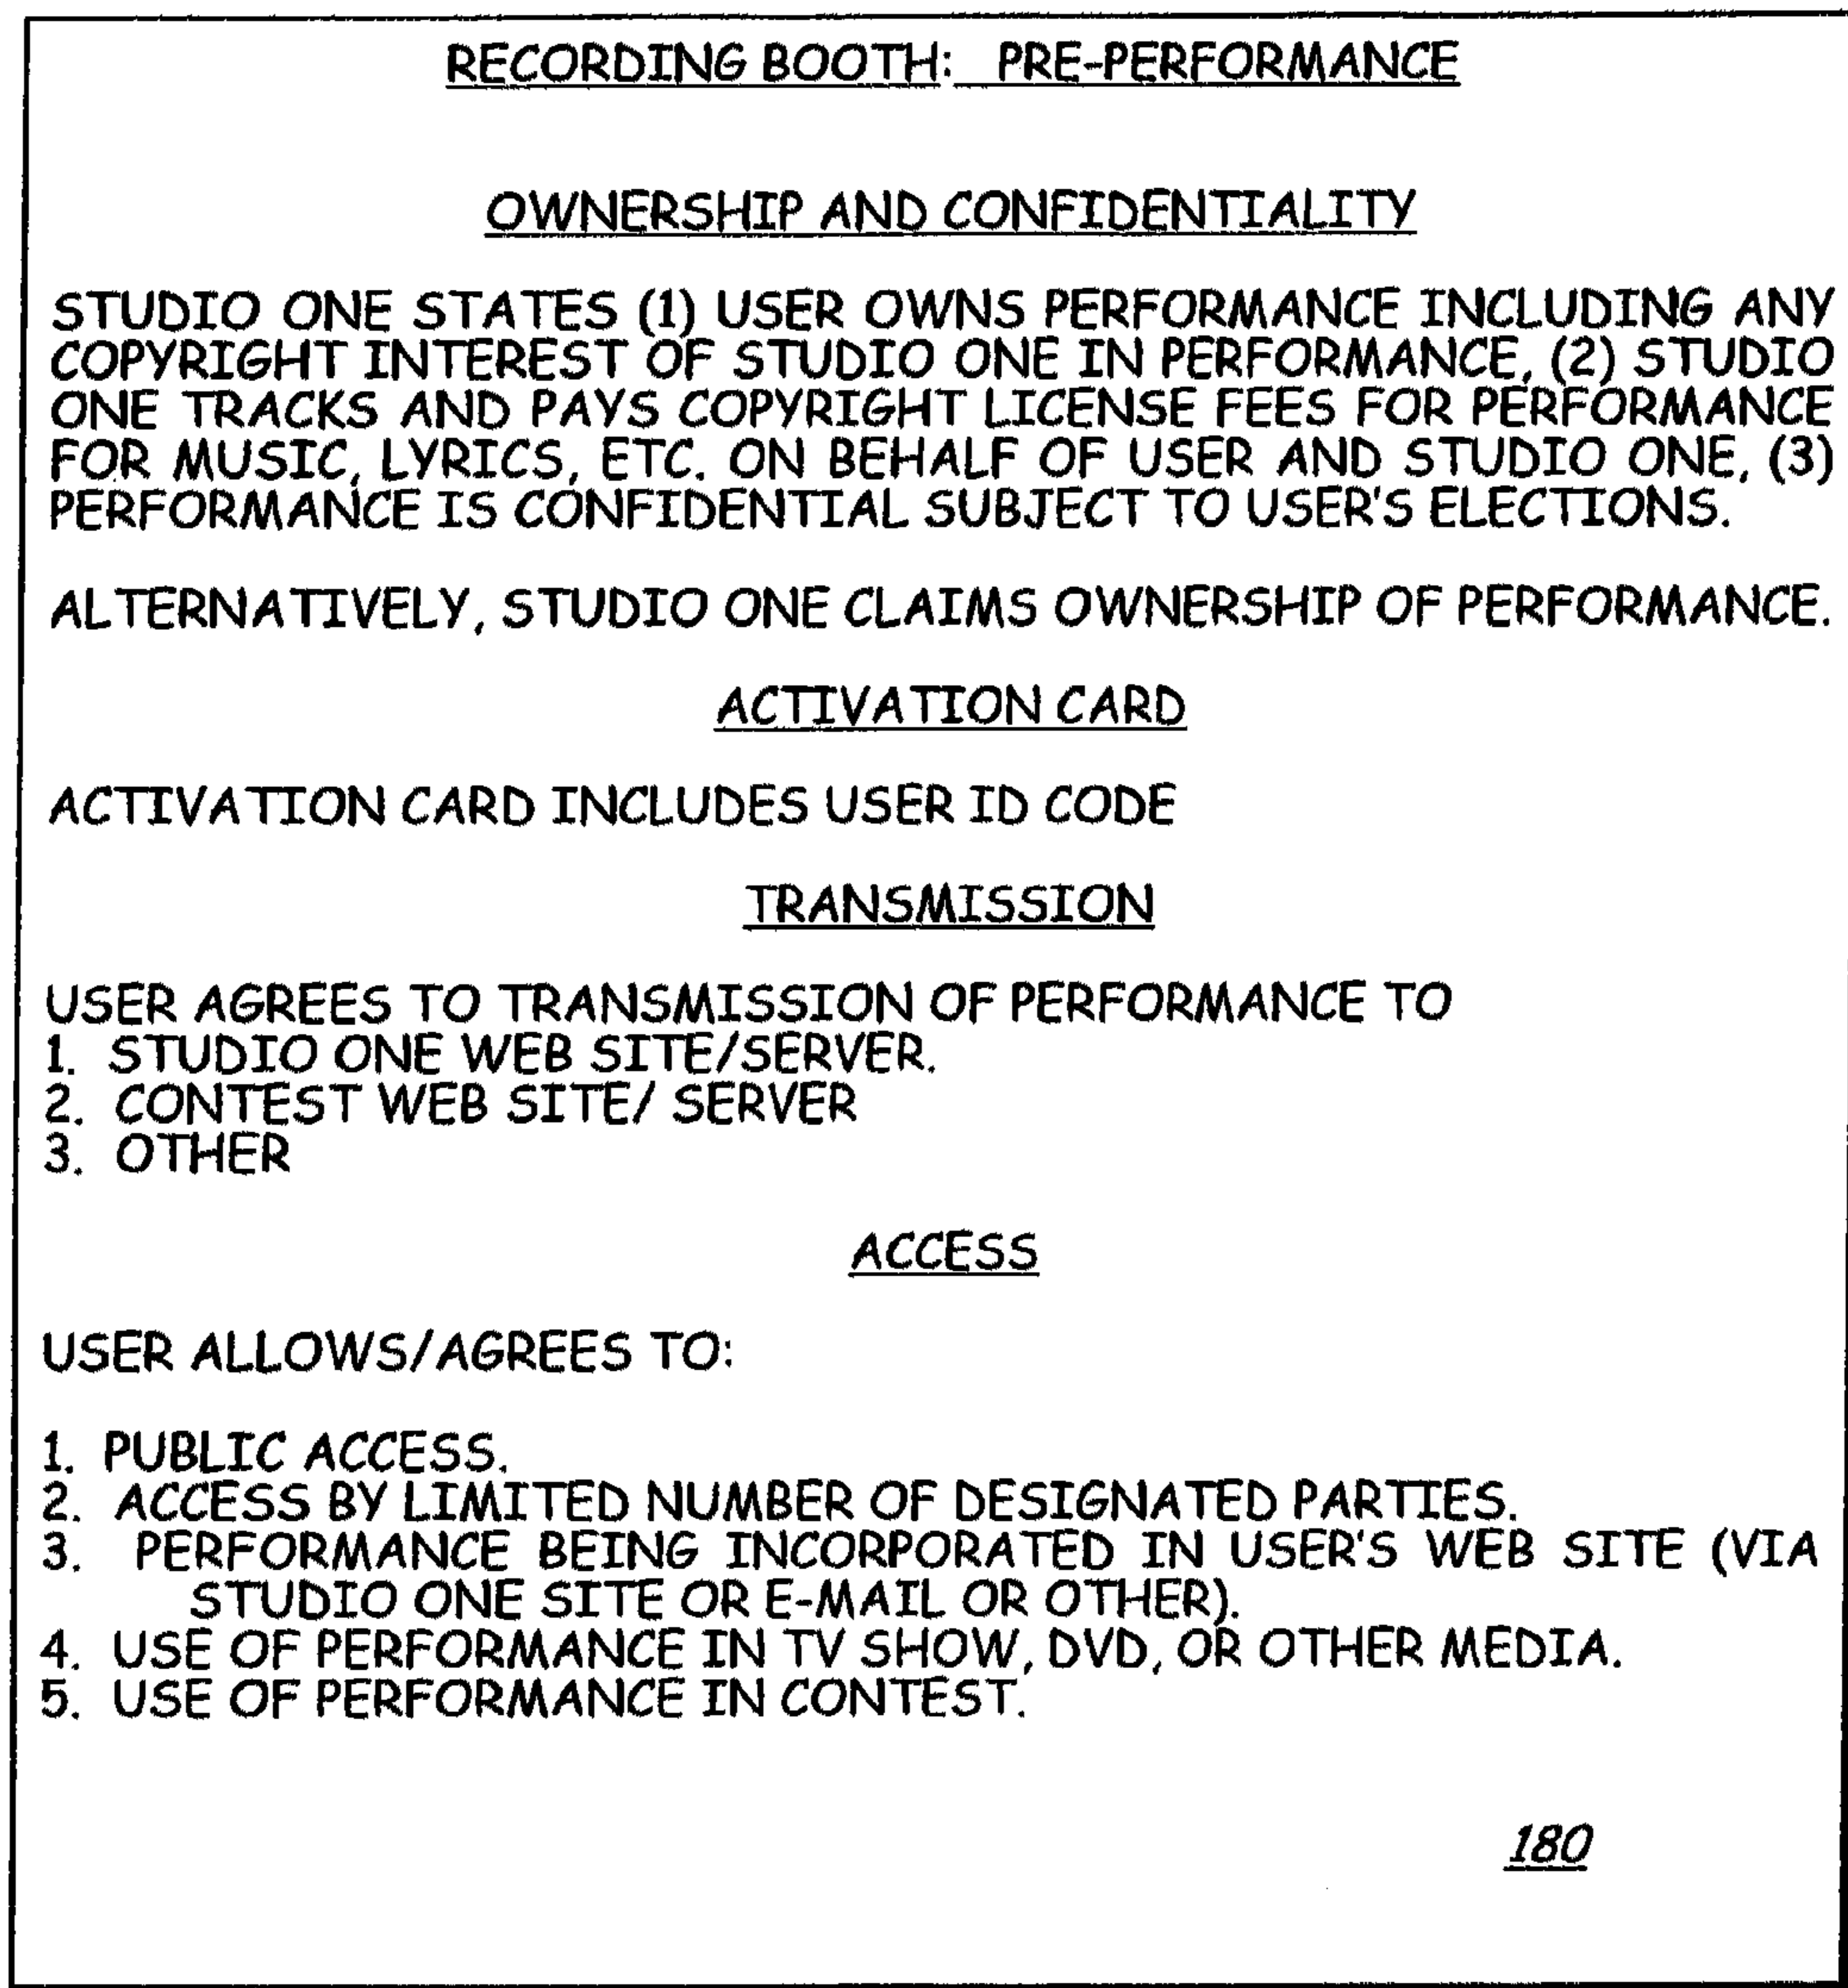 RECORDING BOOTH: PRE-PERFORMANCE
OWNERSHIP AND CONFIDENTIALITY
STUDIO ONE STATES (1) USER OWNS PERFORMANCE INCLUDING ANY
COPYRIGHT INTEREST OF STUDIO ONE IN PERFORMANCE, (2) STUDIO
ONE TRACKS AND PAYS COPYRIGHT LICENSE FEES FOR PERFORMANCE
FOR MUSIC, LYRICS, ETC. ON BEHALF OF USER AND STUDIO ONE, (3)
PERFORMANCE IS CONFIDENTIAL SUBJECT TO USER'S ELECTIONS.
ALTERNATIVELY, STUDIO ONE CLAIMS OWNERSHIP OF PERFORMANCE.
ACTIVATION CARD
ACTIVATION CARD INCLUDES USER ID CODE
TRANSMISSION
USER AGREES TO TRANSMISSION OF PERFORMANCE TO
1. STUDIO ONE WEB SITE/SERVER.
2. CONTEST WEB SITE/ SERVER
3. OTHER
ACCESS
USER ALLOWS/AGREES TO:
1. PUBLIC ACCESS.
2. ACCESS BY LIMITED NUMBER OF DESIGNATED PARTIES.
3. PERFORMANCE BEING INCORPORATED IN USER'S WEB SITE (VIA
STUDIO ONE SITE OR E-MAIL OR OTHER).
4. USE OF PERFORMANCE IN TV SHOW, DVD, OR OTHER MEDIA.
5. USE OF PERFORMANCE IN CONTEST.
180